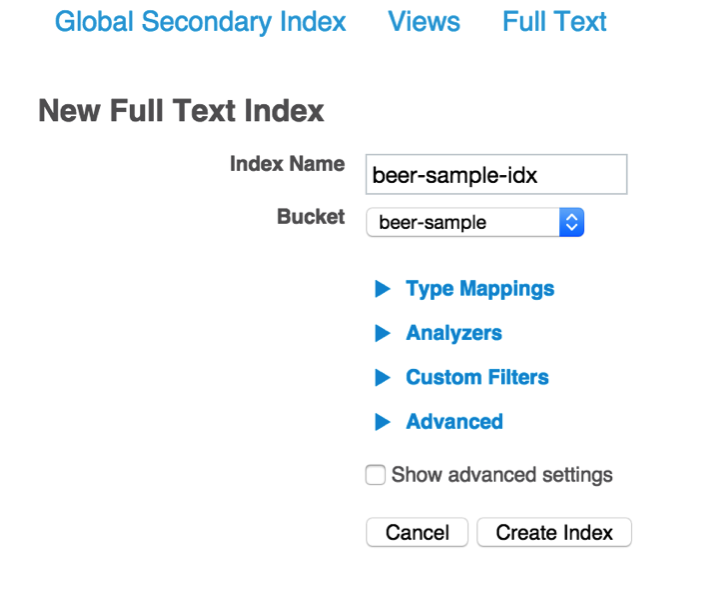 Global Secondary Index Views Full Text
New Full Text Index
Index Name beer-sample-idx
Bucket beer-sample
Type Mappings
Analyzers
Custom Filters
Advanced
Show advanced settings
Cancel Create Index